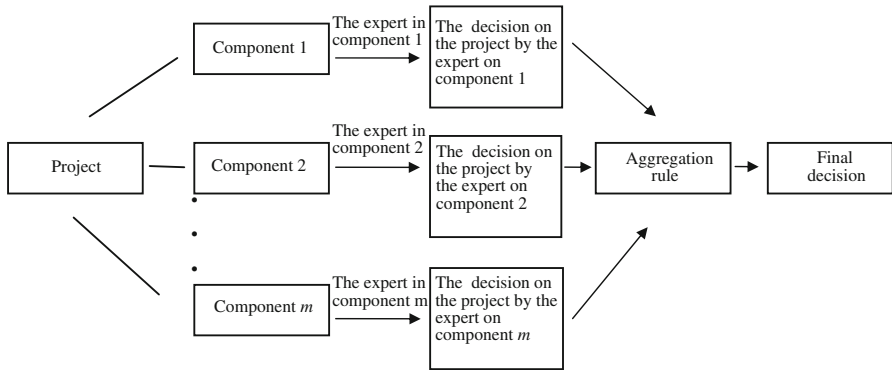 The expert in
component 1
Component 1
The decision on
the project by the
expert on
component 1
Project
The expert in
component 2
Component 2
The decision on
the project by
the expert on
component 2
Aggregation
rule
Final
decision
The expert in
component m
Component m
The decision on
the project by the
expert on
component m